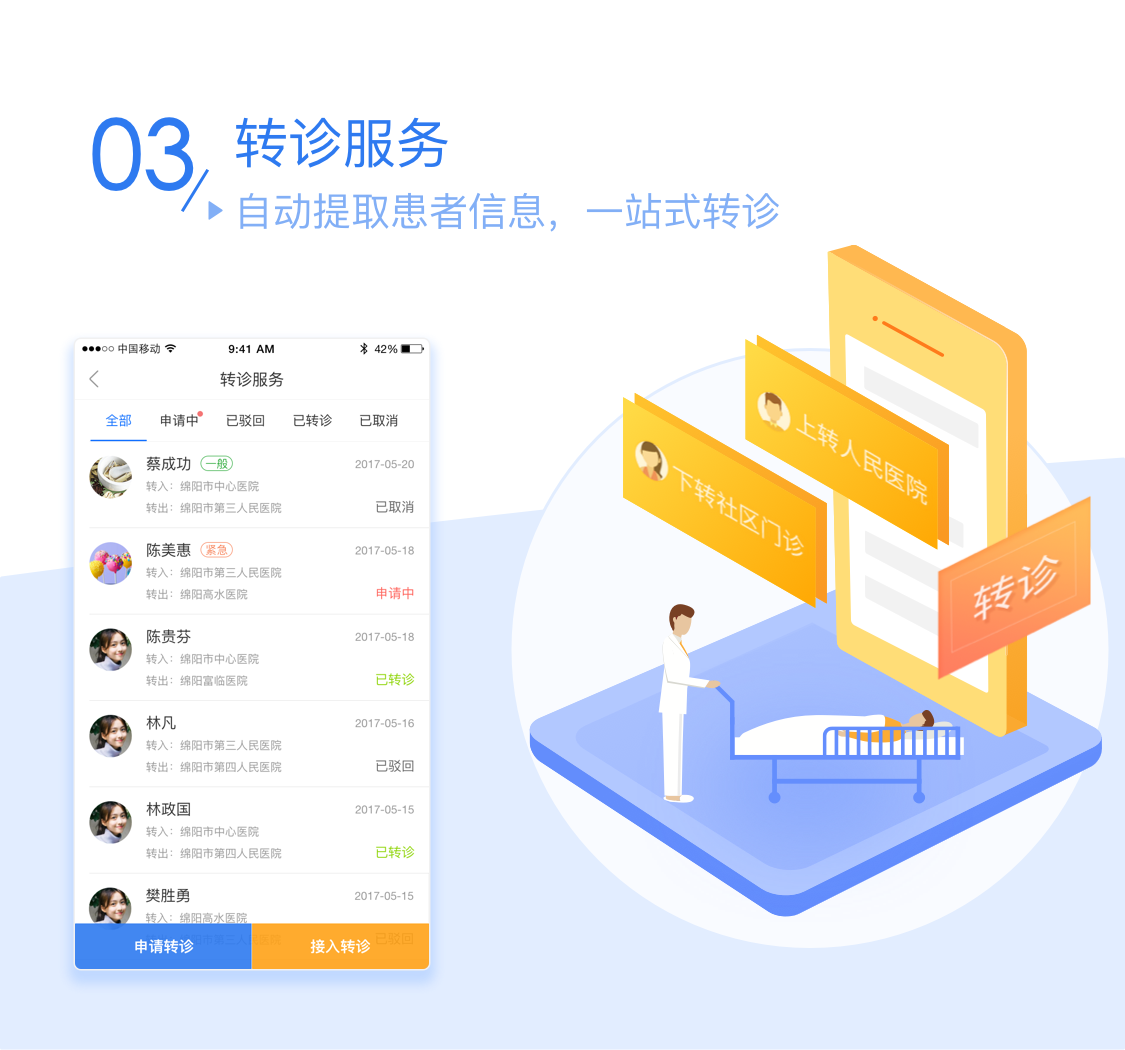 03
转诊服务
自动提取患者信息，一站式转诊
中国移动 9:41 AM 42%
转诊服务
全部 申请中 已驳回 已转诊 已取消
蔡成功 一般 2017-05-20
转入：绵阳市中心医院
转出：绵阳市第三人民医院 已取消
陈美惠 紧急 2017-05-18
转入：绵阳市第三人民医院
转出：绵阳高水医院 申请中
陈贵芬 2017-05-18
转入：绵阳市中心医院
转出：绵阳富临医院 已转诊
林凡 2017-05-16
转入：绵阳市第三人民医院
转出：绵阳市第四人民医院 已驳回
林政国 2017-05-15
转入：绵阳市中心医院
转出：绵阳市第四人民医院 已转诊
樊胜勇 2017-05-15
转入：绵阳高水医院
申请转诊 接入转诊
上转人民医院
下转社区门诊
转诊